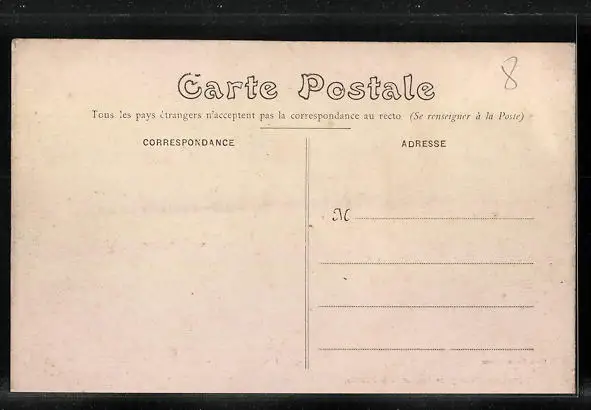 8
Carte Postale
Tous les pays étrangers n'acceptent pas la correspondance au recto (Se renseigner à la Poste)
CORRESPONDANCE
ADRESSE
M